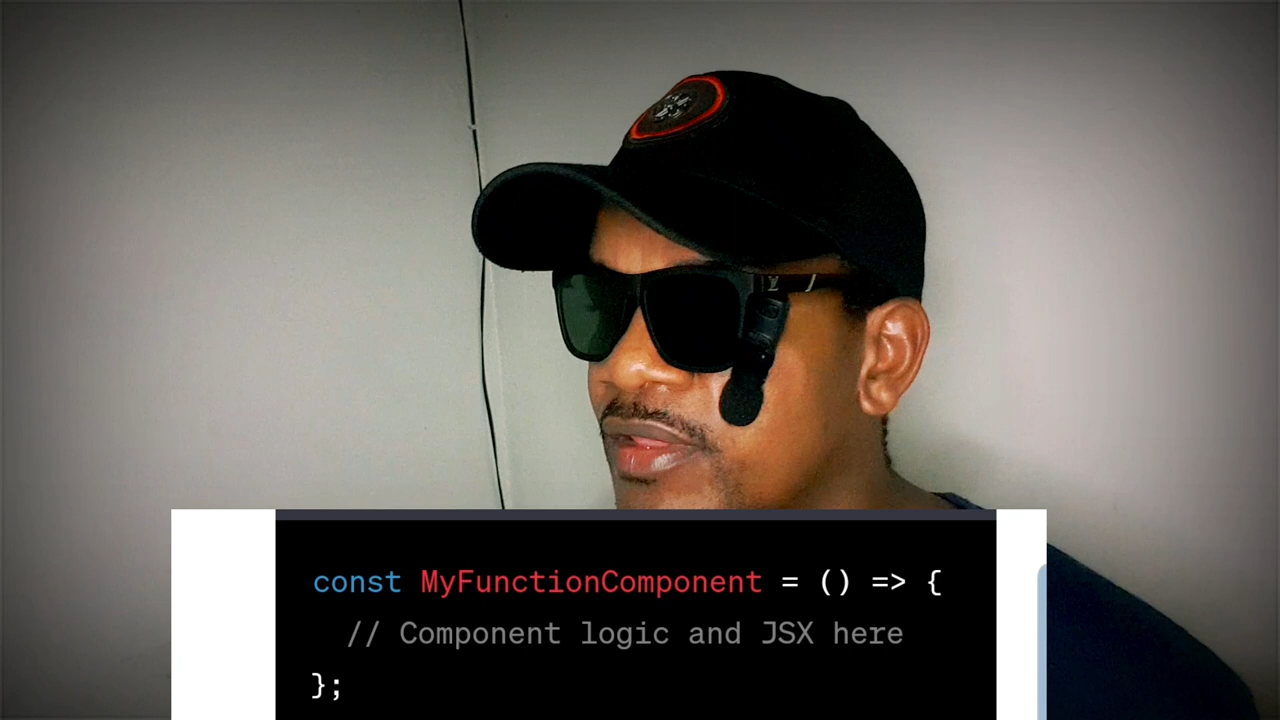 const MyFunctionComponent = () => {
// Component logic and JSX here
};